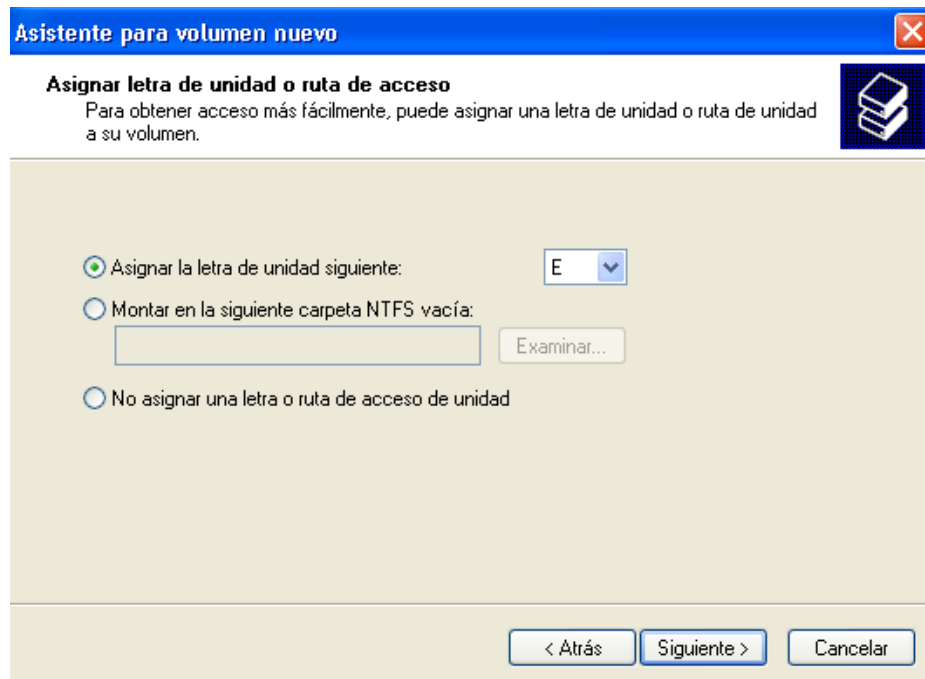 Asistente para volumen nuevo
Asignar letra de unidad o ruta de acceso
Para obtener acceso más fácilmente, puede asignar una letra de unidad o ruta de unidad
a su volumen.
Asignar la letra de unidad siguiente: E
Montar en la siguiente carpeta NTFS vacía:
Examinar...
No asignar una letra o ruta de acceso de unidad
< Atrás Siguiente > Cancelar